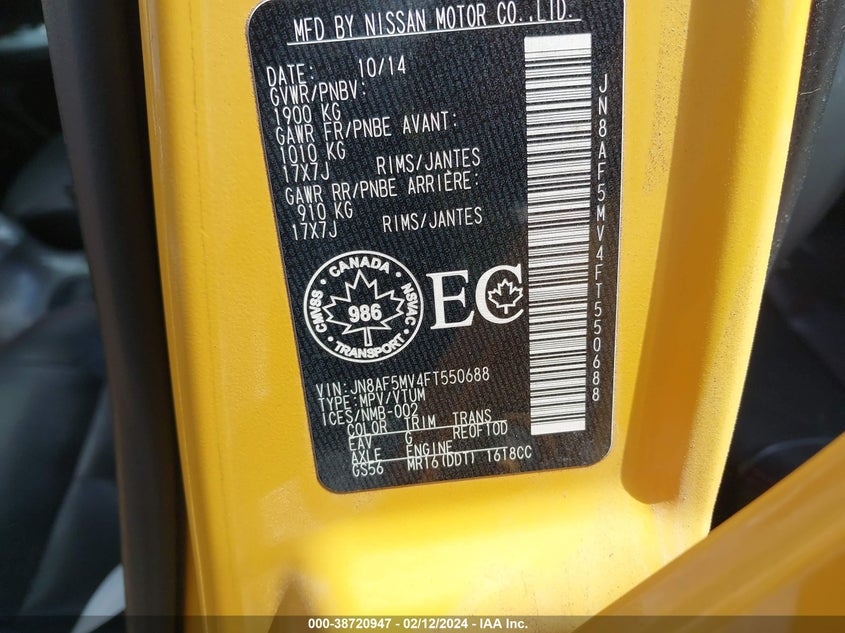 MFD BY NISSAN MOTOR CO.,LTD.
DATE: 10/14
GVWR/PNBV:
1900 KG
GAWR FR/PNBE AVANT:
1010 KG
17X7J RIMS/JANTES
GAWR RR/PNBE ARRIÈRE:
910 KG
17X7J RIMS/JANTES
CANADA
CMVSS 986 NSVAC
TRANSPORT
EC
VIN:JN8AF5MV4FT550688
TYPE:MPV/VTUM
ICES/NMB-002
COLOR TRIM TRANS
EAV G RE0F10D
AXLE ENGINE
GS56 MR16(DDT) 16T8CC
JN8AF5MV4FT550688
000-38720947 - 02/12/2024 - IAA Inc.